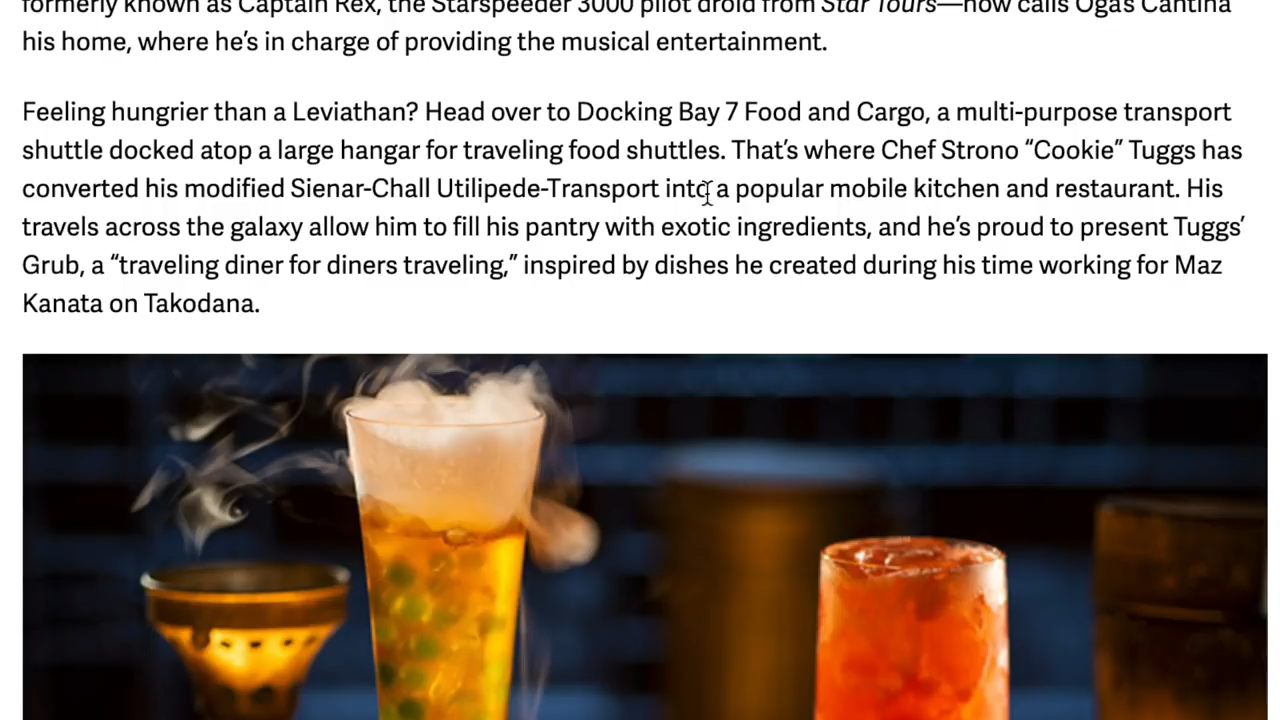 formerly known as Captain Rex, the Starspeeder 3000 pilot droid from Star Tours—now calls Oga's Cantina
his home, where he’s in charge of providing the musical entertainment.
Feeling hungrier than a Leviathan? Head over to Docking Bay 7 Food and Cargo, a multi-purpose transport
shuttle docked atop a large hangar for traveling food shuttles. That’s where Chef Strono “Cookie” Tuggs has
converted his modified Sienar-Chall Utilipede-Transport into a popular mobile kitchen and restaurant. His
travels across the galaxy allow him to fill his pantry with exotic ingredients, and he’s proud to present Tuggs’
Grub, a “traveling diner for diners traveling,” inspired by dishes he created during his time working for Maz
Kanata on Takodana.